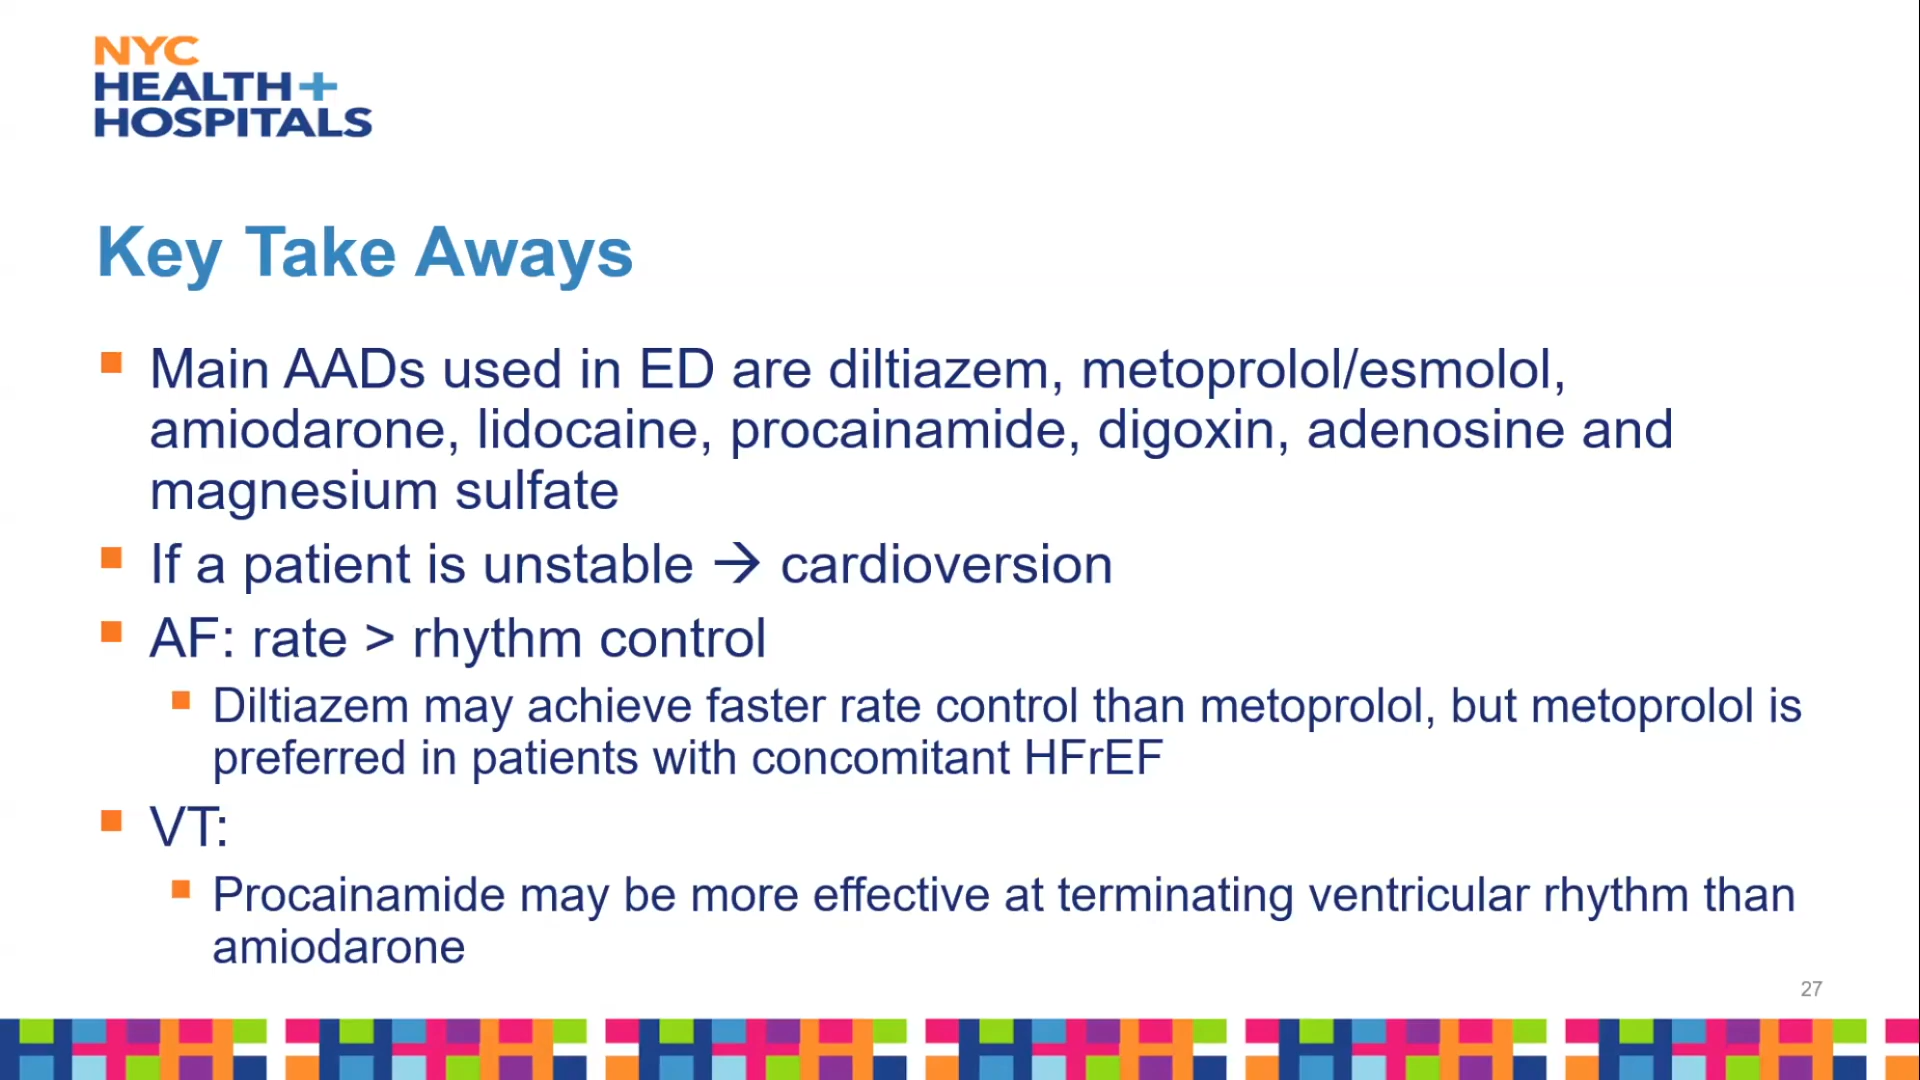 NYC
HEALTH+
HOSPITALS
Key Take Aways
Main AADs used in ED are diltiazem, metoprolol/esmolol,
amiodarone, lidocaine, procainamide, digoxin, adenosine and
magnesium sulfate
If a patient is unstable → cardioversion
AF: rate > rhythm control
Diltiazem may achieve faster rate control than metoprolol, but metoprolol is
preferred in patients with concomitant HFrEF
VT:
Procainamide may be more effective at terminating ventricular rhythm than
amiodarone
27